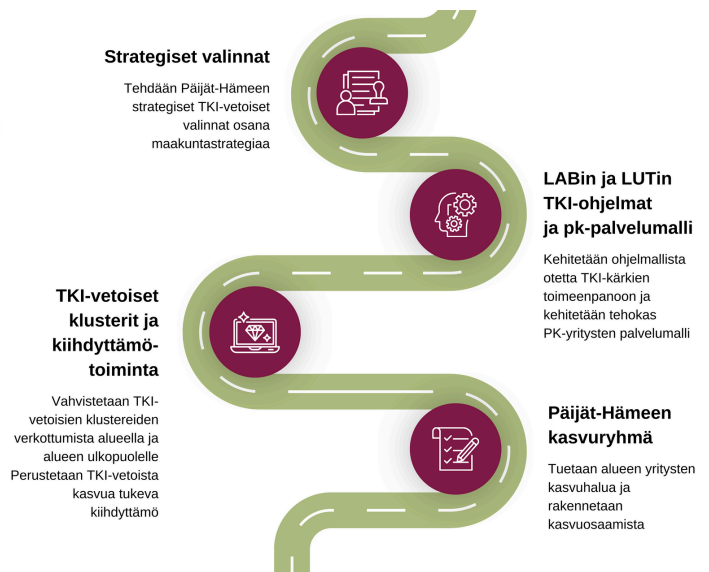 Strategiset valinnat
Tehdään Päijät-Hämeen
strategiset TKI-vetoiset
valinnat osana
maakuntastrategiaa
LABin ja LUTin
TKI-ohjelmat
ja pk-palvelumalli
Kehitetään ohjelmallista
otetta TKI-kärkien
toimeenpanoon ja
kehitetään tehokas
PK-yritysten palvelumalli
TKI-vetoiset
klusterit ja
kiihdyttämö-
toiminta
Vahvistetaan TKI-
vetoisien klustereiden
verkottumista alueella ja
alueen ulkopuolelle
Perustetaan TKI-vetoista
kasvua tukeva
kiihdyttämö
Päijät-Hämeen
kasvuryhmä
Tuetaan alueen yritysten
kasvuhalua ja
rakennetaan
kasvuosaamista